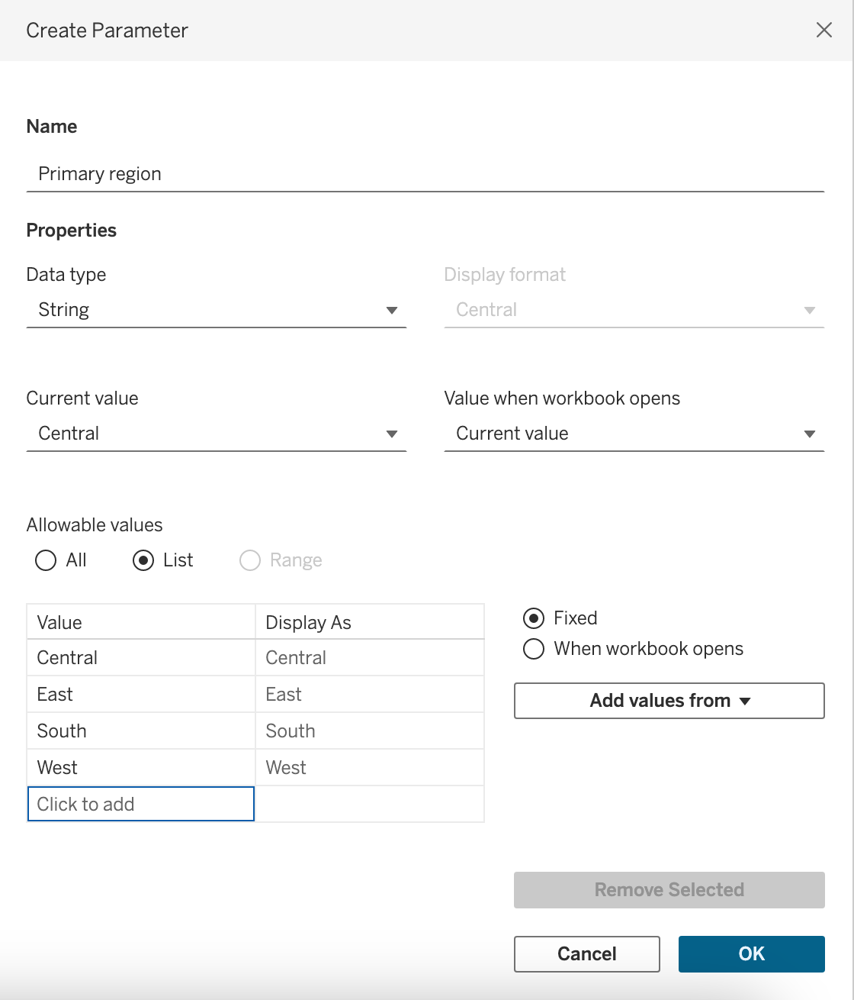 Create Parameter
Name
Primary region
Properties
Data type
Display format
String
Central
Current value
Value when workbook opens
Central
Current value
Allowable values
All
List
Range
Value
Display As
Central
Central
East
East
South
South
West
West
Click to add
Fixed
When workbook opens
Add values from
Remove Selected
Cancel
OK